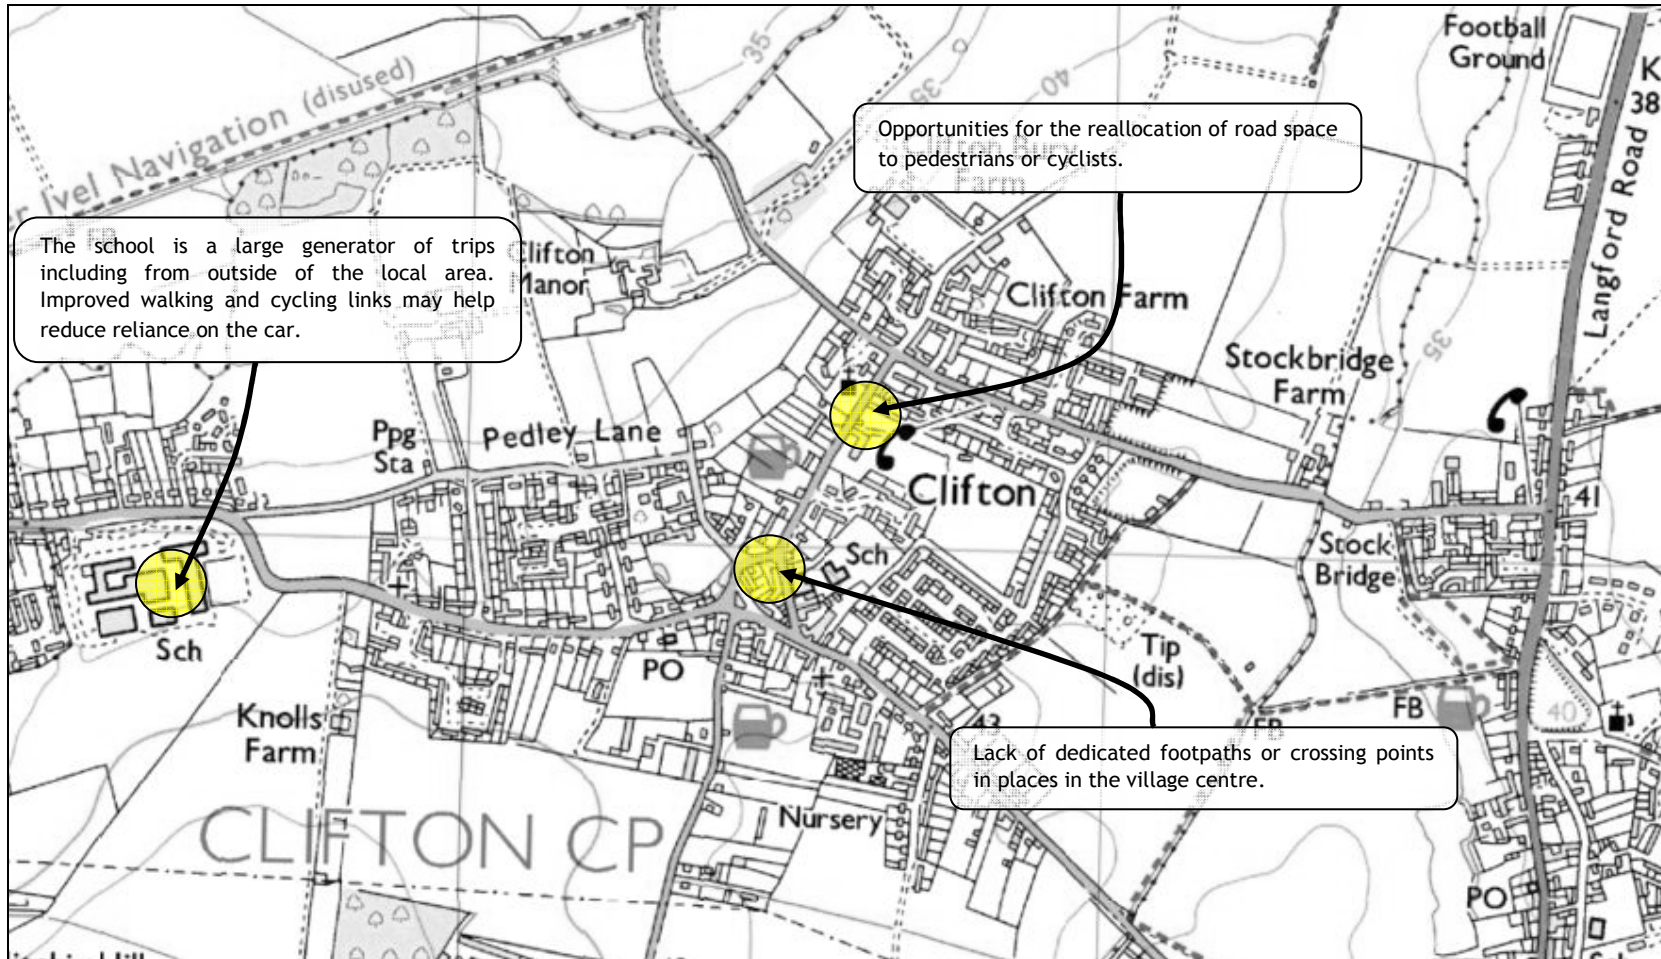 Football
Ground
K
38
35
35
40
Ivel Navigation (disused)
Opportunities for the reallocation of road space
to pedestrians or cyclists.
Farm
Langford Road
The school is a large generator of trips
including from outside of the local area.
Improved walking and cycling links may help
reduce reliance on the car.
Clifton
Manor
Clifton Farm
35
Stockbridge
Farm
Ppg
Sta
Pedley Lane
Clifton
41
Sch
Stock
Bridge
Sch
PO
Tip
(dis)
Knolls
Farm
43
FB
FB
40
Lack of dedicated footpaths or crossing points
in places in the village centre.
Nursery
CLIFTON CP
PO